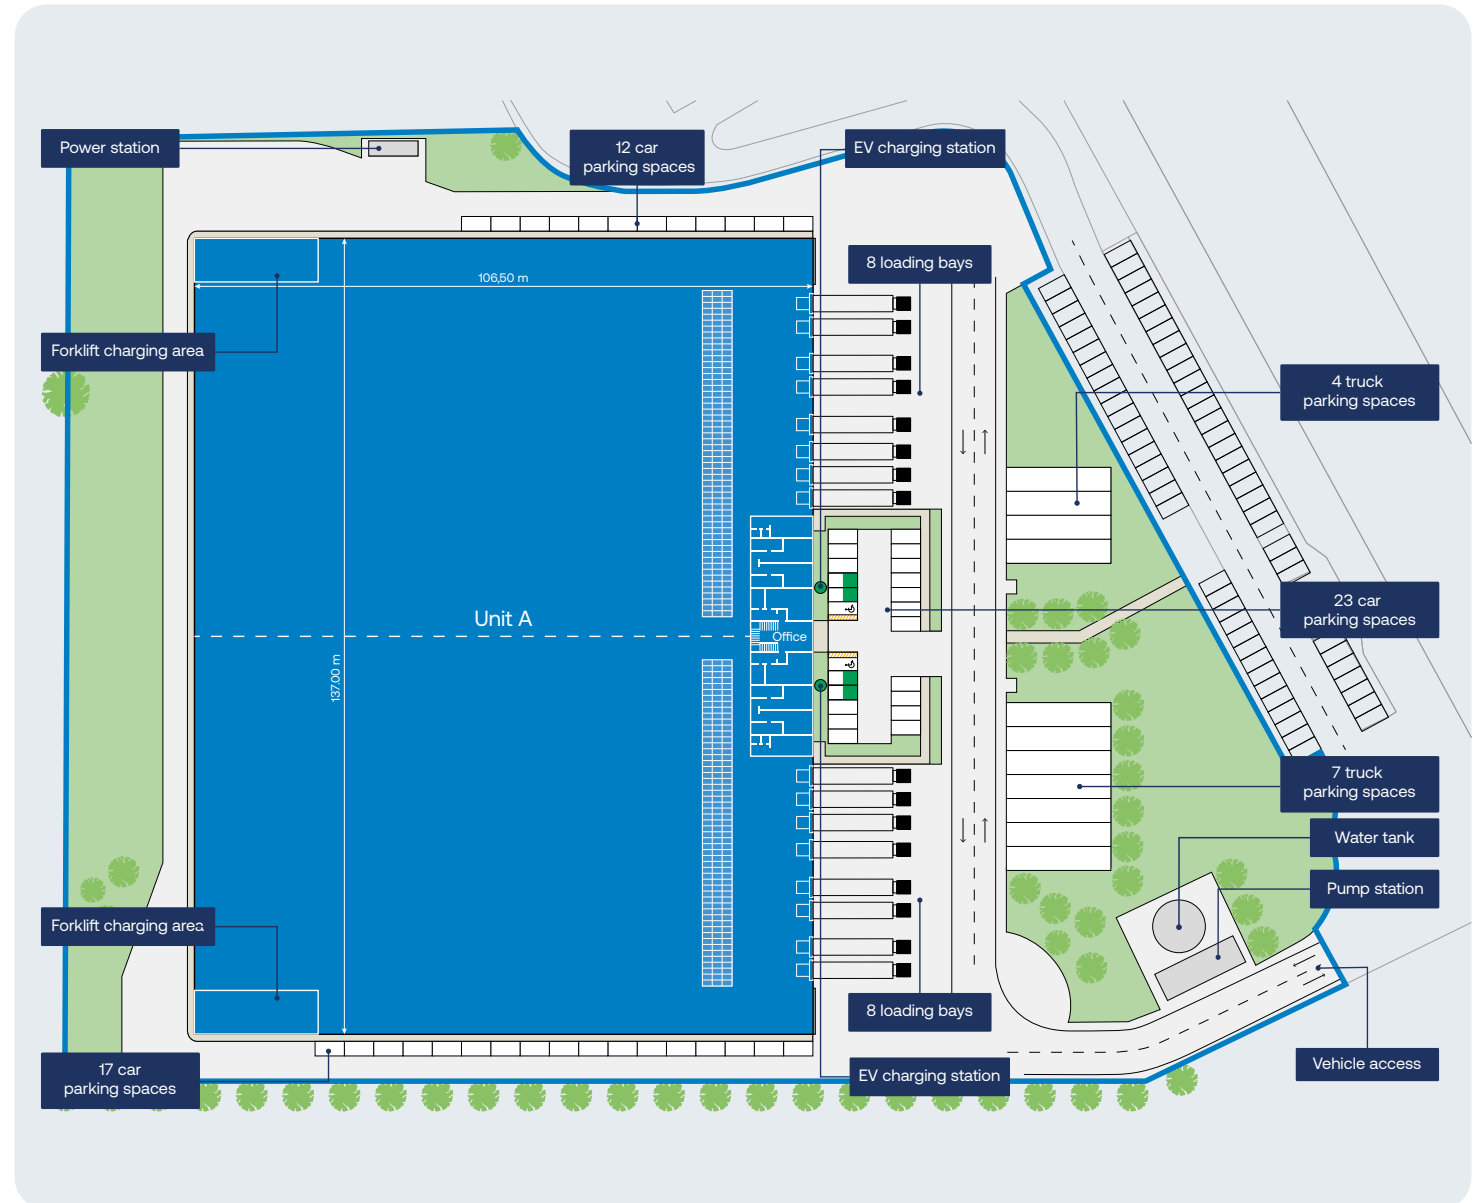 Power station
12 car
parking spaces
EV charging station
8 loading bays
106,50 m
Forklift charging area
4 truck
parking spaces
Unit A
Office
23 car
parking spaces
137.00 m
7 truck
parking spaces
Water tank
Pump station
Forklift charging area
8 loading bays
17 car
parking spaces
EV charging station
Vehicle access